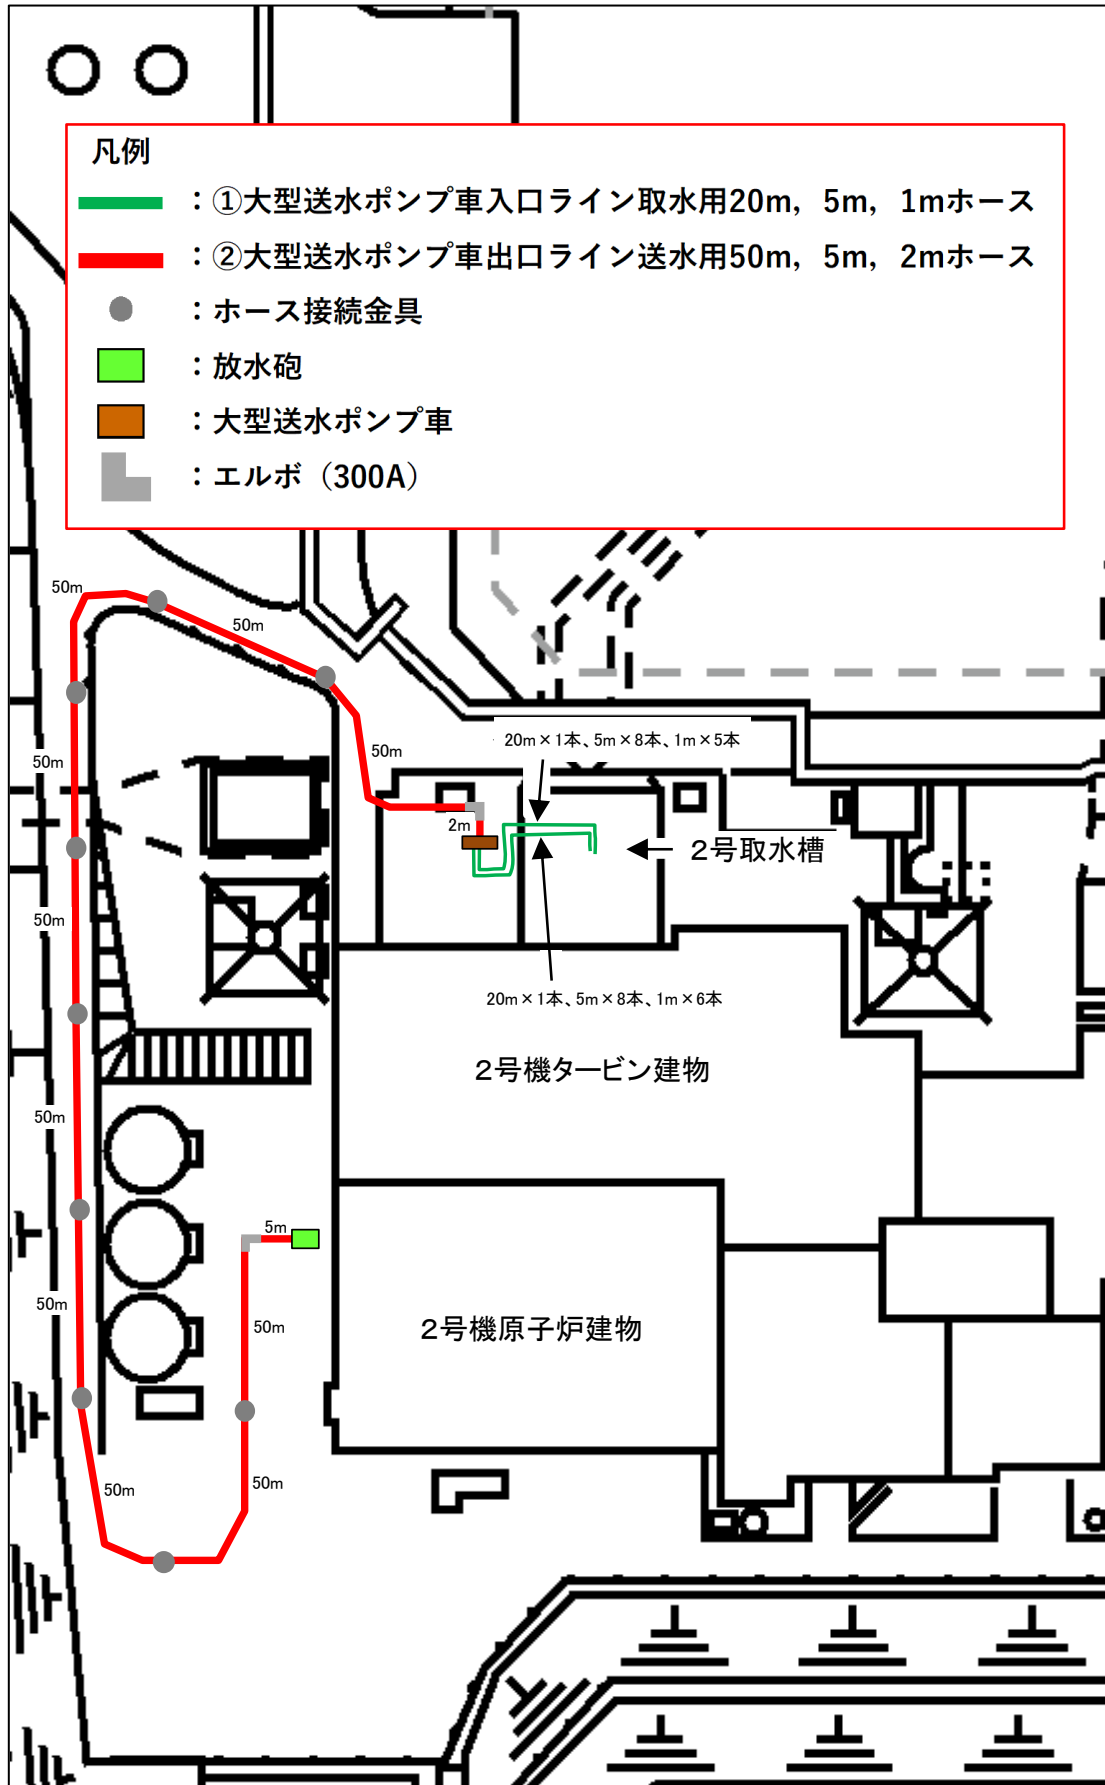 凡例
：①大型送水ポンプ車入口ライン取水用20m，5m，1mホース
：②大型送水ポンプ車出口ライン送水用50m，5m，2mホース
：ホース接続金具
：放水砲
：大型送水ポンプ車
：エルボ（300A）
50m
50m
50m
20m×1本、5m×8本、1m×5本
50m
2m
2号取水槽
50m
20m×1本、5m×8本、1m×6本
2号機タービン建物
50m
5m
50m
50m
2号機原子炉建物
50m
50m